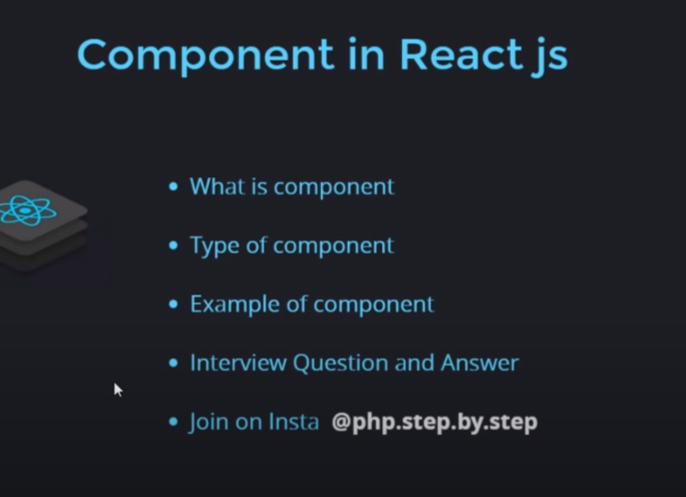 Component in React js
• What is component
• Type of component
• Example of component
• Interview Question and Answer
• Join on Insta @php.step.by.step